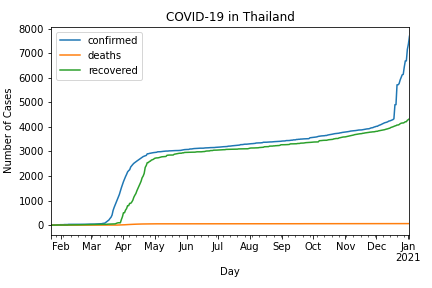 COVID-19 in Thailand
confirmed
deaths
recovered
Number of Cases
8000
7000
6000
5000
4000
3000
2000
1000
0
Feb Mar Apr May Jun Jul Aug Sep Oct Nov Dec Jan
2021
Day